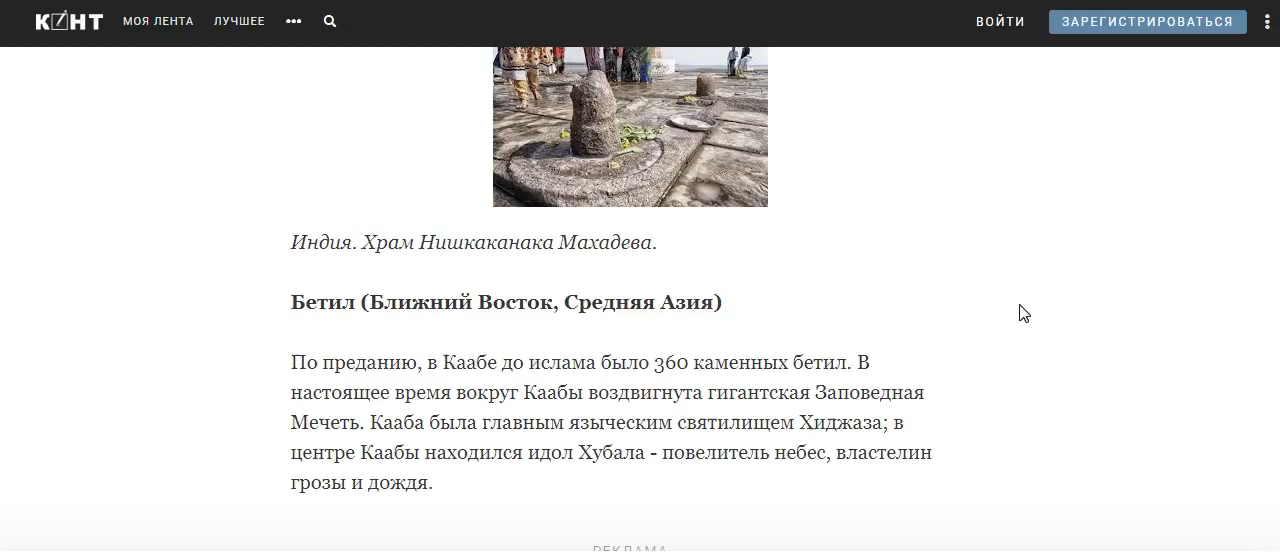 КОНТ МОЯ ЛЕНТА ЛУЧШЕЕ ВОЙТИ ЗАРЕГИСТРИРОВАТЬСЯ
Индия. Храм Нишкаканака Махадева.
Бетил (Ближний Восток, Средняя Азия)
По преданию, в Каабе до ислама было 360 каменных бетил. В
настоящее время вокруг Каабы воздвигнута гигантская Заповедная
Мечеть. Кааба была главным языческим святилищем Хиджаза; в
центре Каабы находился идол Хубала - повелитель небес, властелин
грозы и дождя.
РЕКЛАМА